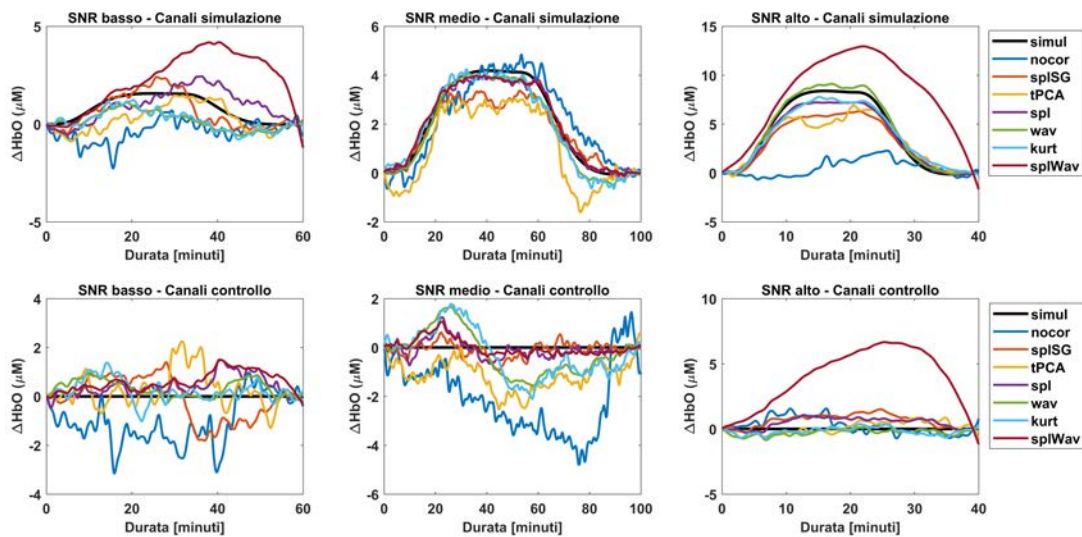 SNR basso - Canali simulazione
SNR medio - Canali simulazione
SNR alto - Canali simulazione
5
0
-5
ΔHbO (μM)
0 20 40 60
Durata [minuti]
6
4
2
0
-2
ΔHbO (μM)
0 20 40 60 80 100
Durata [minuti]
15
10
5
0
-5
ΔHbO (μM)
0 10 20 30 40
Durata [minuti]
simul
nocor
splSG
tPCA
spl
wav
kurt
splWav
SNR basso - Canali controllo
SNR medio - Canali controllo
SNR alto - Canali controllo
4
2
0
-2
-4
ΔHbO (μM)
0 20 40 60
Durata [minuti]
2
0
-2
-4
-6
ΔHbO (μM)
0 20 40 60 80 100
Durata [minuti]
10
5
0
-5
ΔHbO (μM)
0 10 20 30 40
Durata [minuti]
simul
nocor
splSG
tPCA
spl
wav
kurt
splWav